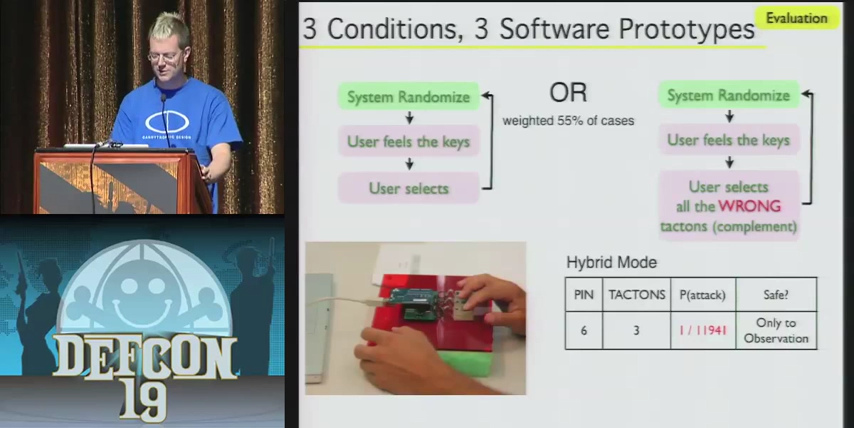 3 Conditions, 3 Software Prototypes
Evaluation
System Randomize
User feels the keys
User selects
OR
weighted 55% of cases
System Randomize
User feels the keys
User selects
all the WRONG
tactons (complement)
Hybrid Mode
PIN TACTONS P(attack) Safe?
6 3 1 / 11941 Only to
Observation
DEFCON
19